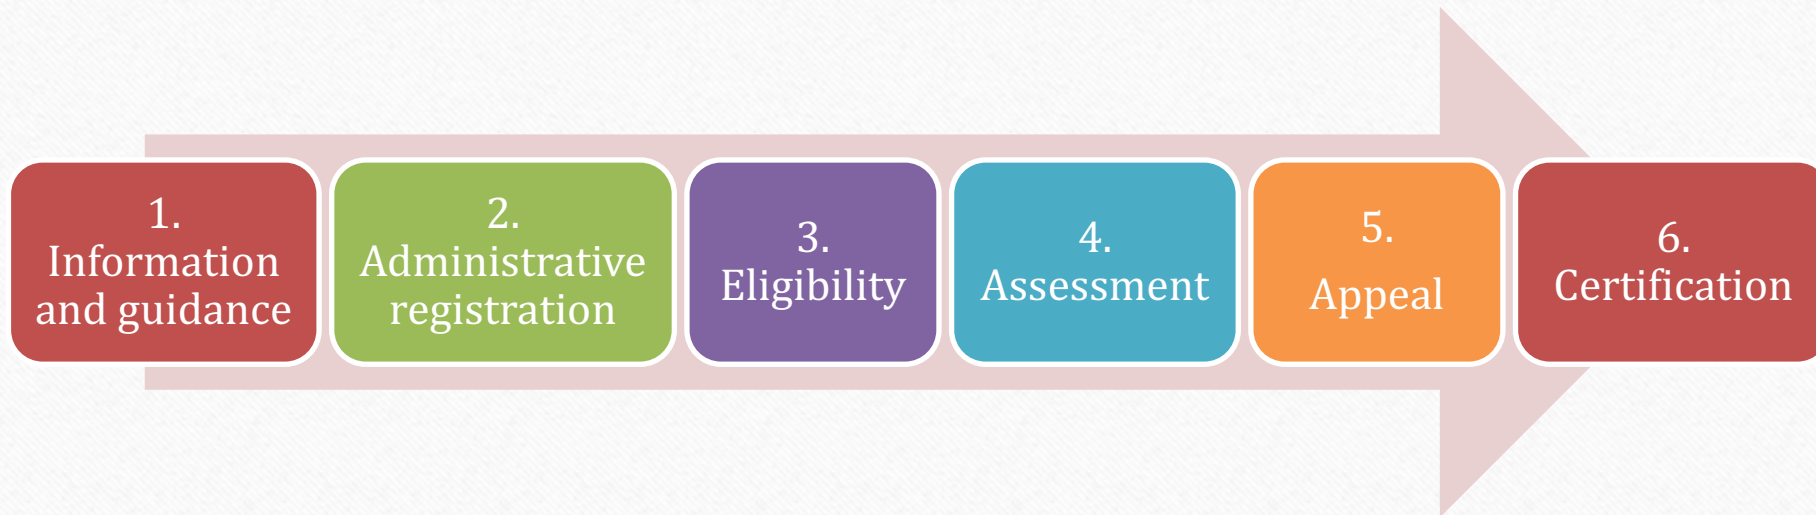 1.
Information
and guidance
2.
Administrative
registration
3.
Eligibility
4.
Assessment
5.
Appeal
6.
Certification